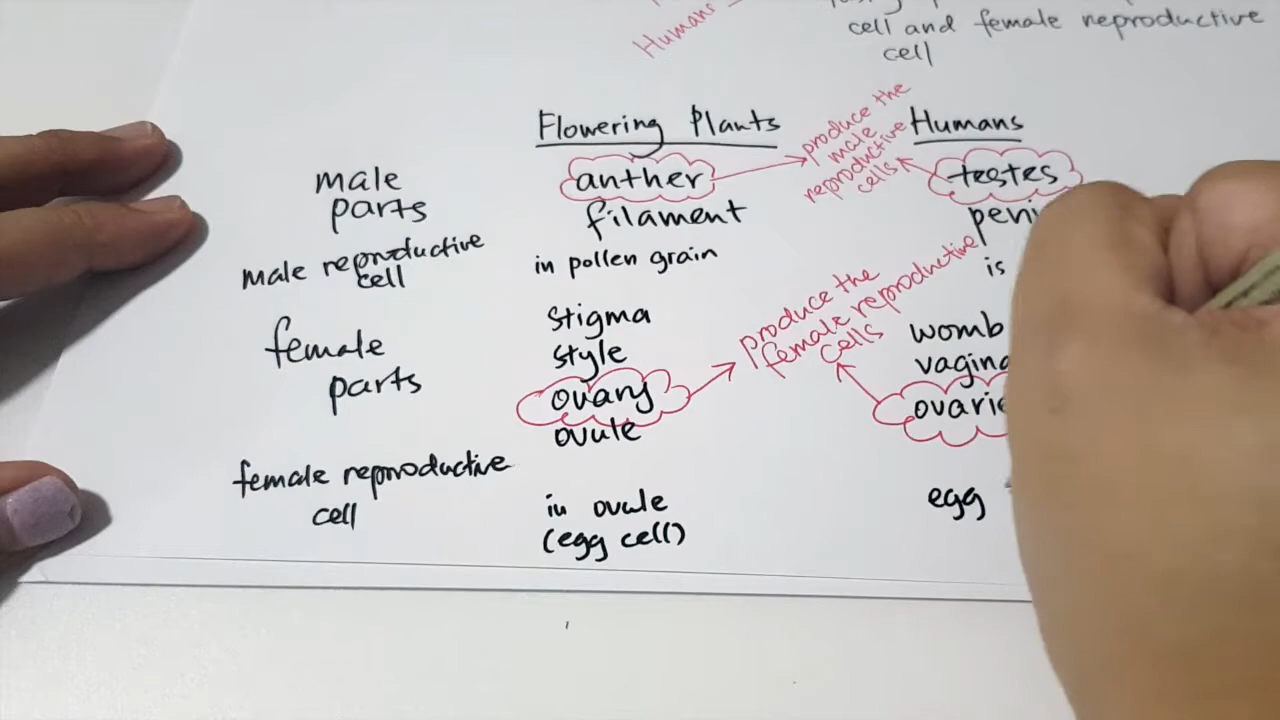 Humans
cell and female reproductive
cell
Flowering Plants
Humans
produce the
male
reproductive
cells
male
parts
anther
filament
testes
male reproductive
cell
in pollen grain
is
female
parts
stigma
style
ovary
ovule
produce the
female reproductive
cells
womb
female reproductive
cell
in ovule
(egg cell)
egg